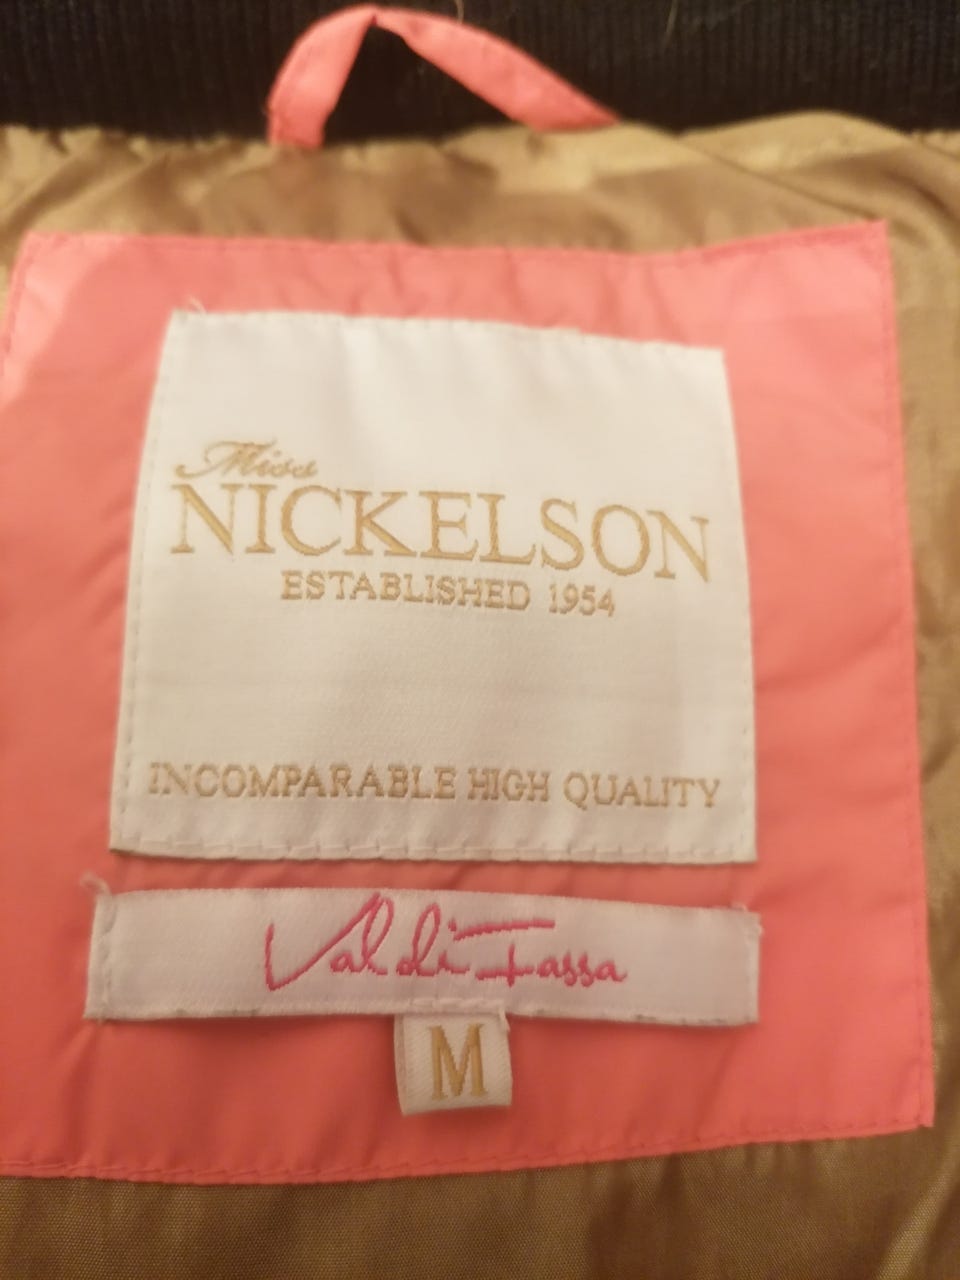 Miss
NICKELSON
ESTABLISHED 1954
INCOMPARABLE HIGH QUALITY
Val di Fassa
M